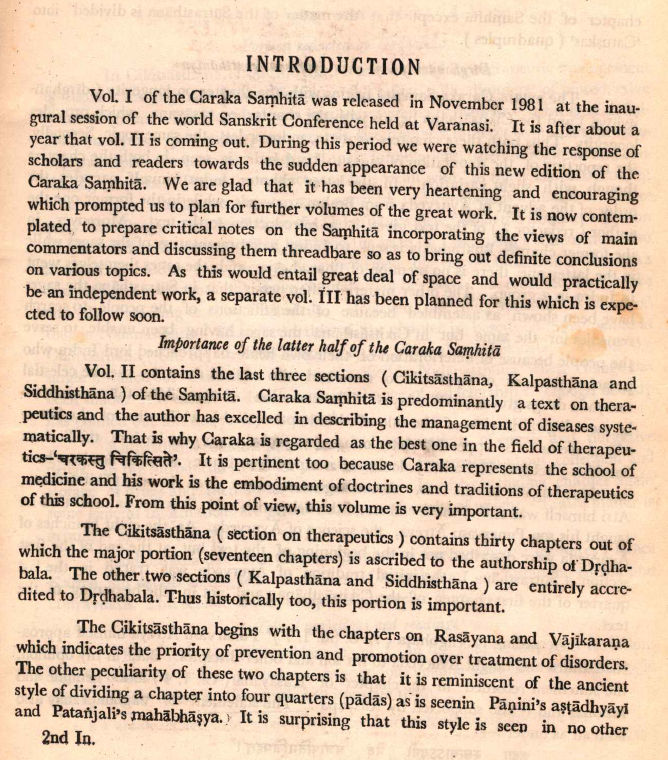 INTRODUCTION
Vol. I of the Caraka Saṃhitā was released in November 1981 at the inau-
gural session of the world Sanskrit Conference held at Varanasi. It is after about a
year that vol. II is coming out. During this period we were watching the response of
scholars and readers towards the sudden appearance of this new edition of the
Caraka Saṃhitā. We are glad that it has been very heartening and encouraging
which prompted us to plan for further volumes of the great work. It is now contem-
plated to prepare critical notes on the Saṃhitā incorporating the views of main
commentators and discussing them threadbare so as to bring out definite conclusions
on various topics. As this would entail great deal of space and would practically
be an independent work, a separate vol. III has been planned for this which is expe-
cted to follow soon.
Importance of the latter half of the Caraka Saṃhitā
Vol. II contains the last three sections ( Cikitsāsthāna, Kalpasthāna and
Siddhisthāna ) of the Saṃhitā. Caraka Saṃhitā is predominantly a text on thera-
peutics and the author has excelled in describing the management of diseases syste-
matically. That is why Caraka is regarded as the best one in the field of therapeu-
tics–'चरकस्तु चिकित्सिते'. It is pertinent too because Caraka represents the school of
medicine and his work is the embodiment of doctrines and traditions of therapeutics
of this school. From this point of view, this volume is very important.
The Cikitsāsthāna ( section on therapeutics ) contains thirty chapters out of
which the major portion (seventeen chapters) is ascribed to the authorship of Dṛḍha-
bala. The other two sections ( Kalpasthāna and Siddhisthāna ) are entirely accre-
dited to Dṛḍhabala. Thus historically too, this portion is important.
The Cikitsāsthāna begins with the chapters on Rasāyana and Vājīkaraṇa
which indicates the priority of prevention and promotion over treatment of disorders.
The other peculiarity of these two chapters is that it is reminiscent of the ancient
style of dividing a chapter into four quarters (pādās) as is seenin Pāṇini's aṣṭādhyāyī
and Patañjali's mahābhāṣya. It is surprising that this style is seen in no other
2nd In.